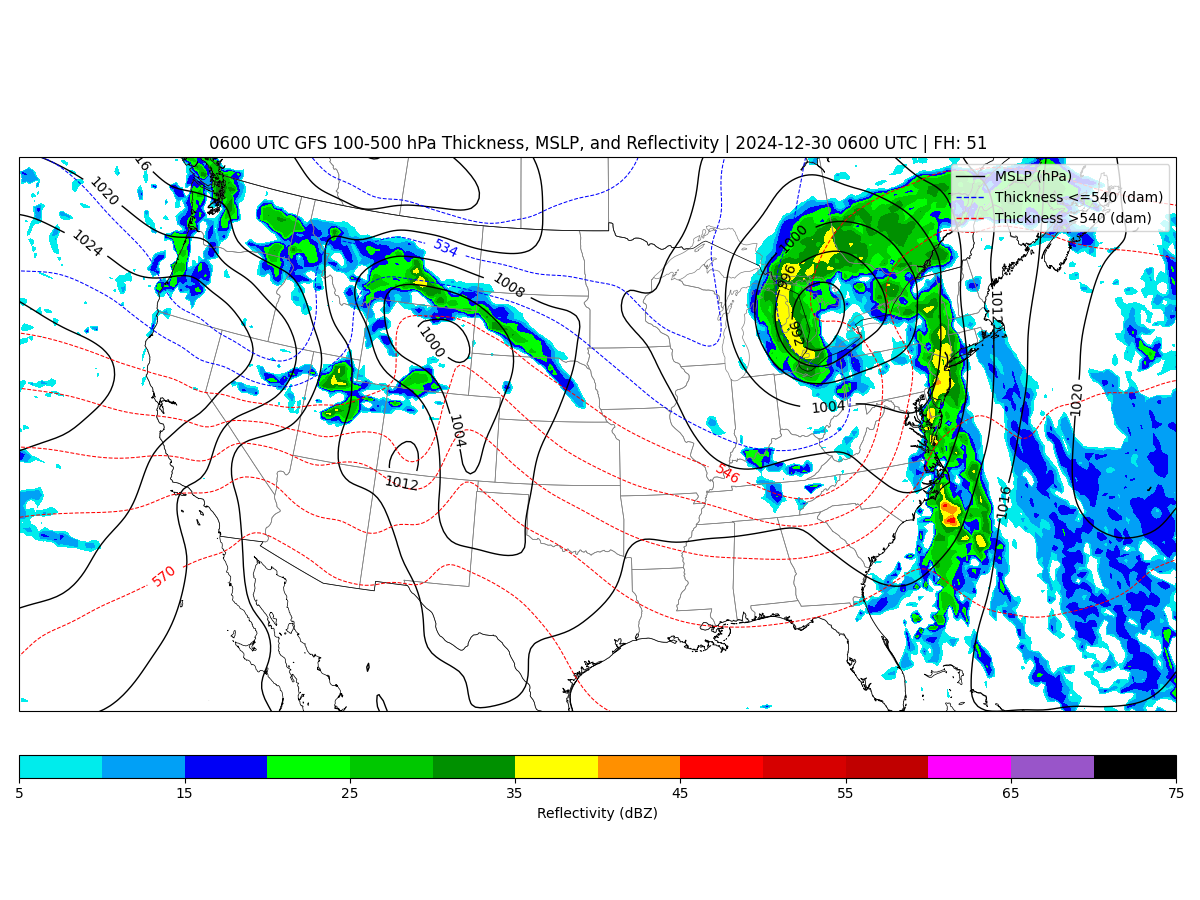 0600 UTC GFS 100-500 hPa Thickness, MSLP, and Reflectivity | 2024-12-30 0600 UTC | FH: 51
MSLP (hPa)
Thickness <=540 (dam)
Thickness >540 (dam)
16
1020
1024
534
1008
1000
1004
1012
546
570
1000
996
992
1004
1012
1016
1020
5 15 25 35 45 55 65 75
Reflectivity (dBZ)